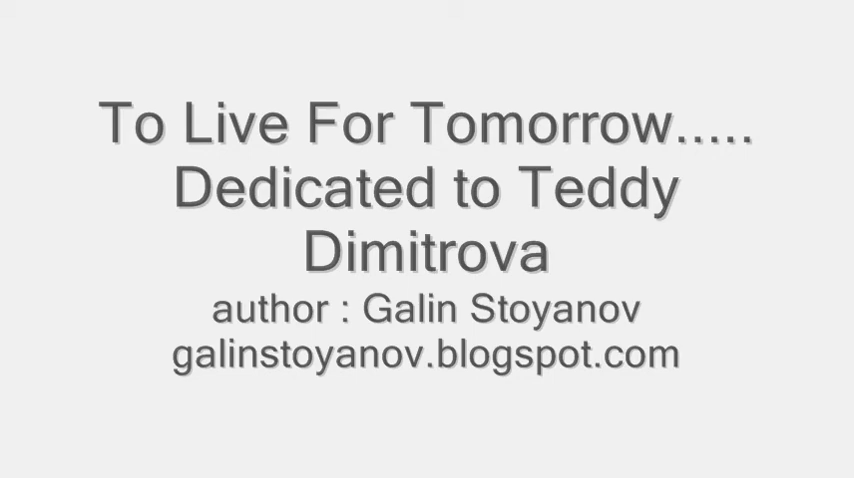 To Live For Tomorrow.....
Dedicated to Teddy
Dimitrova
author : Galin Stoyanov
galinstoyanov.blogspot.com